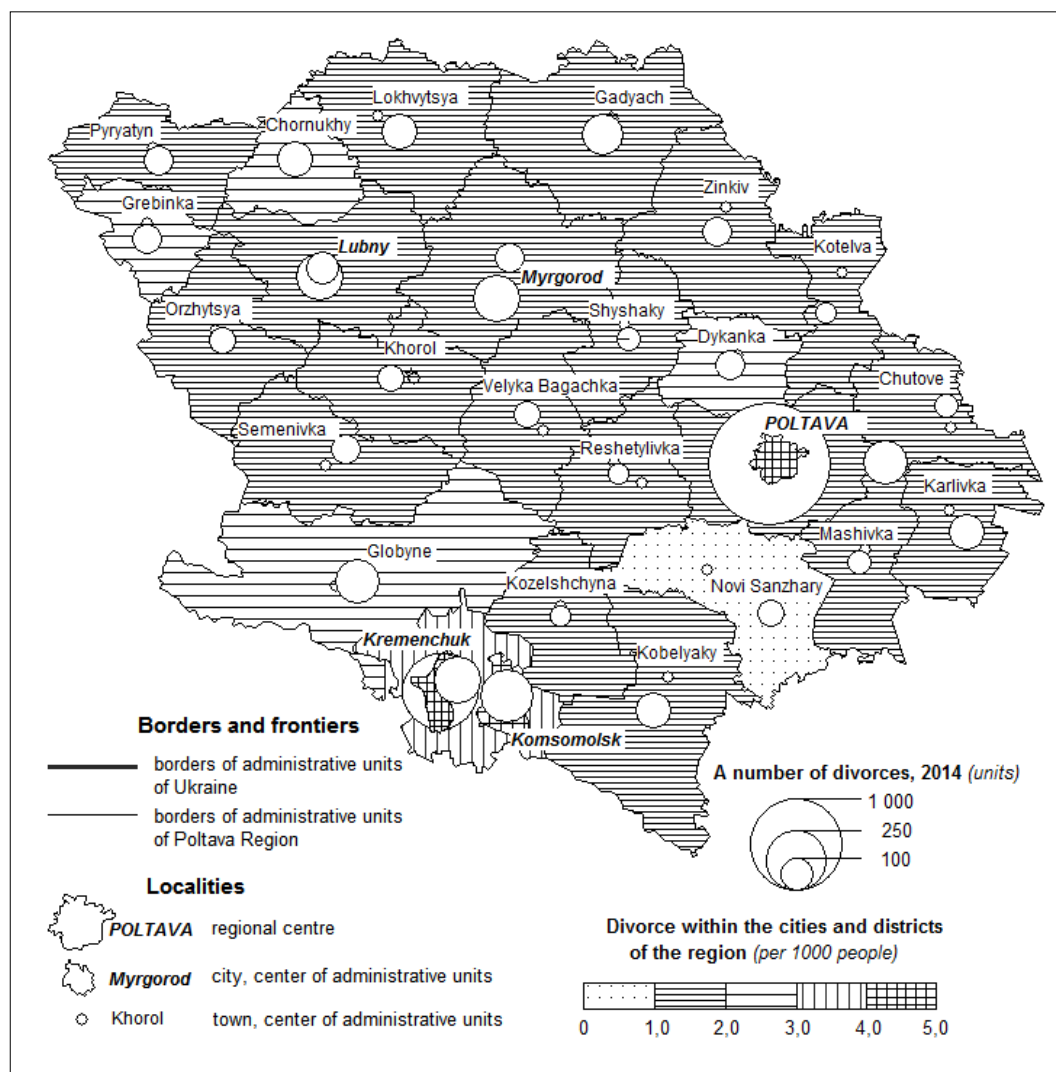 Lokhvytsya
Gadyach
Pyryatyn
Chornukhy
Zinkiv
Grebinka
Lubny
Kotelva
Myrgorod
Orzhytsya
Shyshaky
Dykanka
Khorol
Chutove
Velyka Bagachka
POLTAVA
Semenivka
Reshetylivka
Karlivka
Mashivka
Globyne
Kozelshchyna
Novi Sanzhary
Kremenchuk
Kobelyaky
Komsomolsk
Borders and frontiers
borders of administrative units
of Ukraine
borders of administrative units
of Poltava Region
Localities
POLTAVA regional centre
Myrgorod city, center of administrative units
Khorol town, center of administrative units
A number of divorces, 2014 (units)
1 000
250
100
Divorce within the cities and districts
of the region (per 1000 people)
0 1,0 2,0 3,0 4,0 5,0